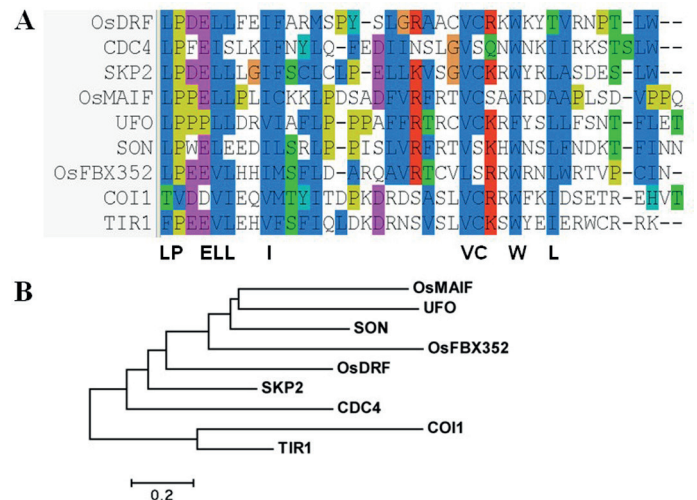 A
OsDRF LPDELLFEIFARMSPY-SLGRAACVCRKWKYTVRNPT-LW--
CDC4 LPFEISLKIFNYLQ-FEDIINSLGVSQNWNKIIRKSTSLW--
SKP2 LPDELLLGIFSCLCLP-ELLKVSGVCKRWYRLASDES-LW--
OsMAIF LPPELLPLICKKLPDSADFVRFRTVCSAWRDAAPLSD-VPPQ
UFO LPPPLLDRVIAFLP-PPAFFRTRCVCKRFYSLLFSNT-FLET
SON LPWELEEDILSRLP-PISLVRFRTVSKHWNSLFNDKT-FINN
OsFBX352 LPEEVLHHIMSFLD-ARQAVRTCVLSRRWRNLWRTVP-CIN-
COI1 TVDDVIEQVMTYITDPKDRDSASLVCRRWFKIDSETR-EHVT
TIR1 FPEEVLEHVFSFIQLDKDRNSVSLVCKSWYEIERWCR-RK--
LP ELL I VC W L
B
OsMAIF
UFO
SON
OsFBX352
OsDRF
SKP2
CDC4
COI1
TIR1
0.2